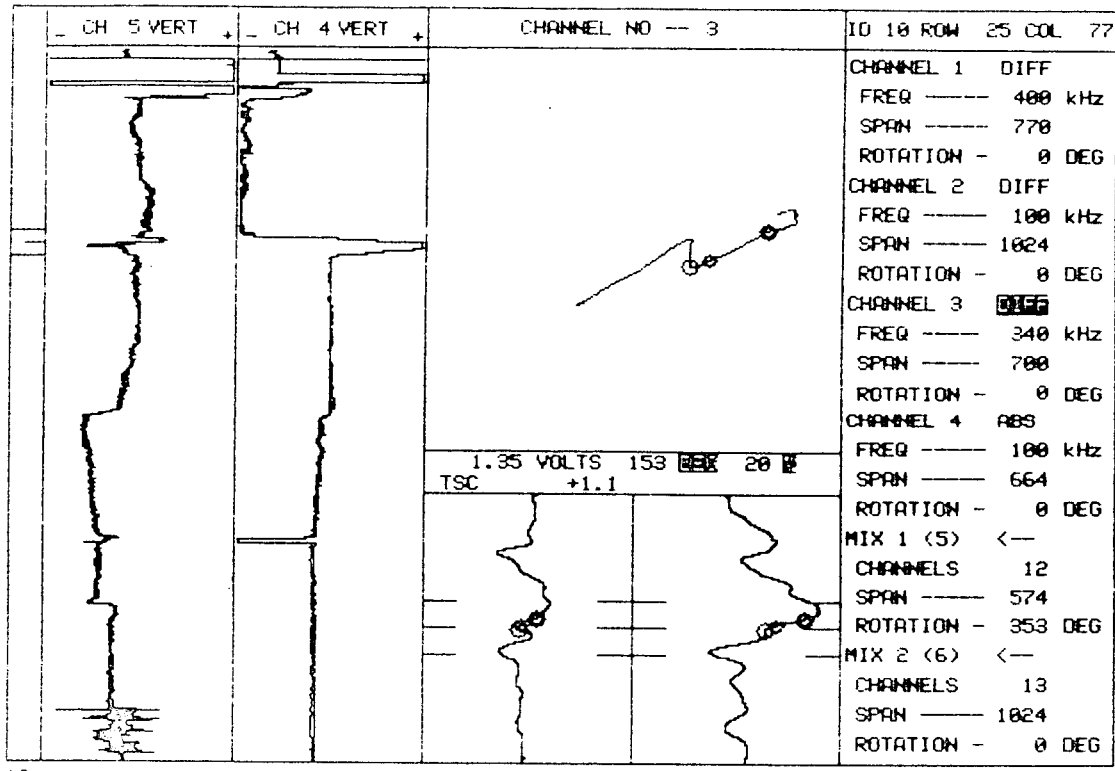 _ CH 5 VERT +
_ CH 4 VERT +
CHANNEL NO -- 3
ID 10 ROW 25 COL 77
CHANNEL 1 DIFF
FREQ ----- 400 kHz
SPAN ----- 770
ROTATION - 0 DEG
CHANNEL 2 DIFF
FREQ ----- 100 kHz
SPAN ----- 1024
ROTATION - 0 DEG
CHANNEL 3 DIFF
FREQ ----- 340 kHz
SPAN ----- 700
ROTATION - 0 DEG
CHANNEL 4 ABS
FREQ ----- 100 kHz
SPAN ----- 664
ROTATION - 0 DEG
MIX 1 (5) <--
CHANNELS 12
SPAN ----- 574
ROTATION - 353 DEG
MIX 2 (6) <--
CHANNELS 13
SPAN ----- 1024
ROTATION - 0 DEG
1.35 VOLTS 153 20
TSC +1.1